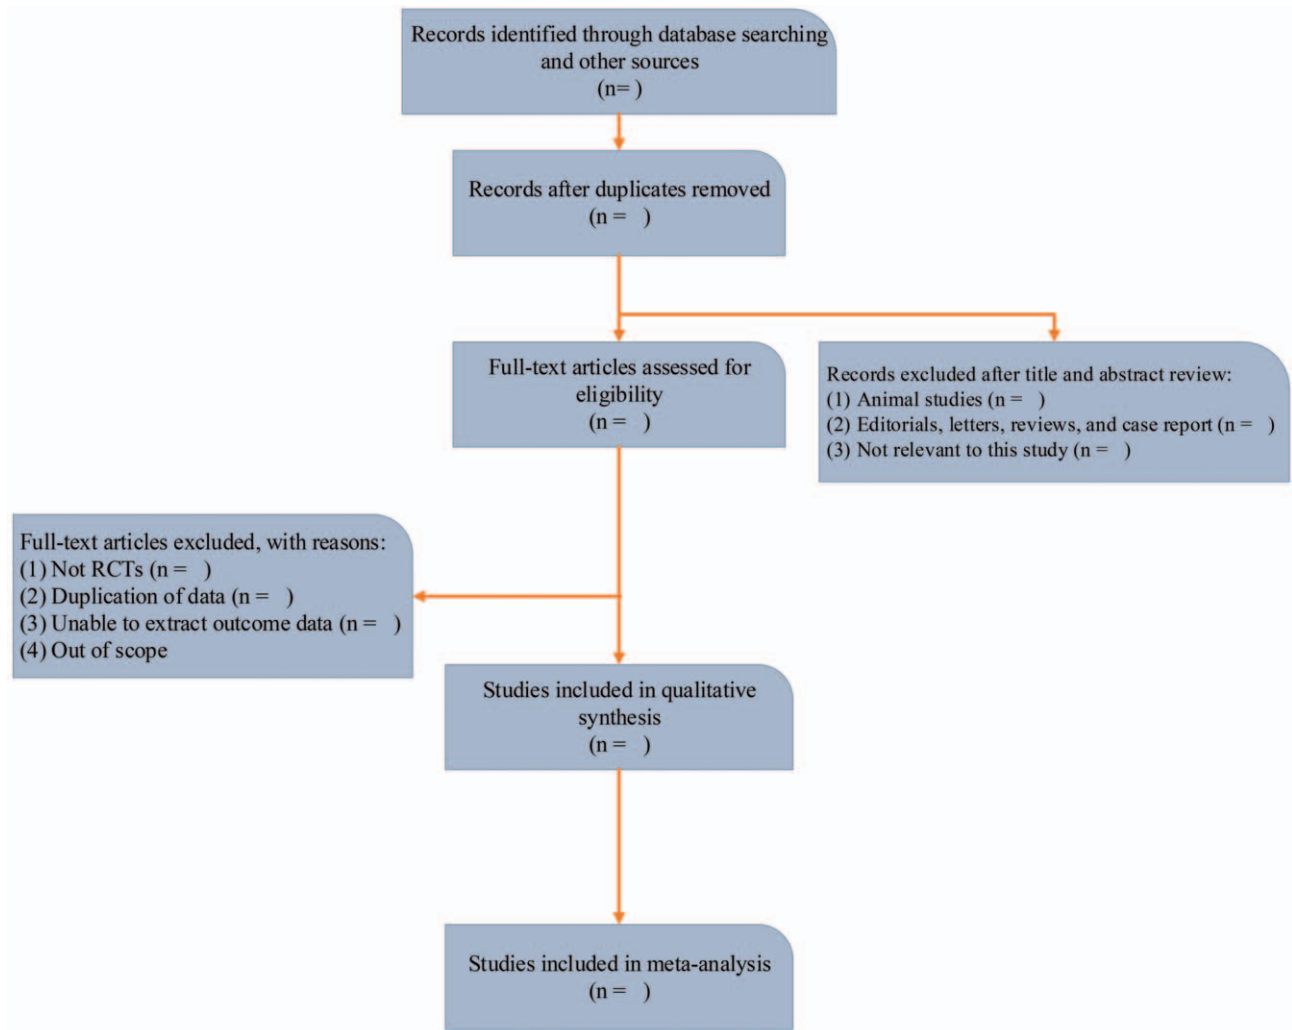 Records identified through database searching
and other sources
(n= )
Records after duplicates removed
(n =   )
Full-text articles assessed for
eligibility
(n =   )
Records excluded after title and abstract review:
(1) Animal studies (n =   )
(2) Editorials, letters, reviews, and case report (n =   )
(3) Not relevant to this study (n =   )
Full-text articles excluded, with reasons:
(1) Not RCTs (n =   )
(2) Duplication of data (n =   )
(3) Unable to extract outcome data (n =   )
(4) Out of scope
Studies included in qualitative
synthesis
(n =   )
Studies included in meta-analysis
(n =   )